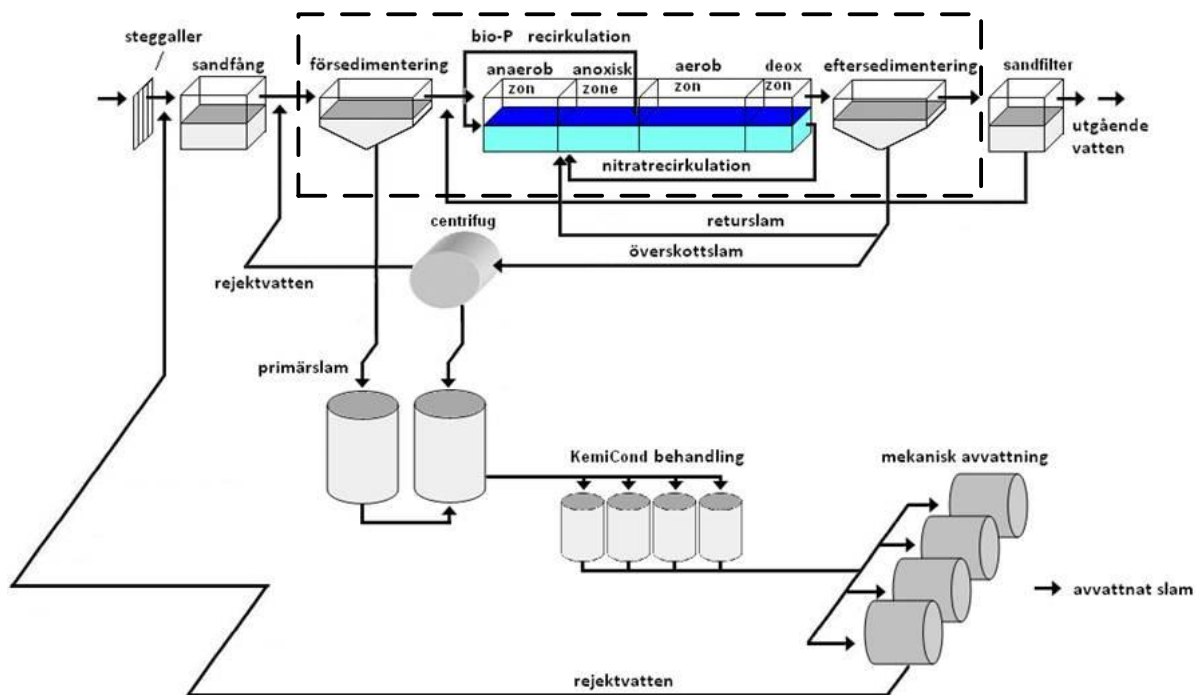 steggaller
sandfång
försedimentering
bio-P recirkulation
anaerob
zon
anoxisk
zone
aerob
zon
deox
zon
eftersedimentering
sandfilter
utgående
vatten
nitratrecirkulation
returslam
överskottslam
centrifug
rejektvatten
primärslam
KemiCond behandling
mekanisk avvattning
avvattnat slam
rejektvatten